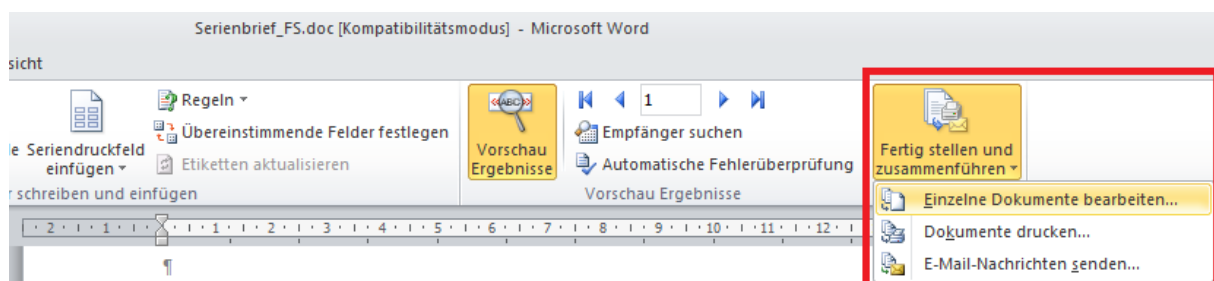 Serienbrief_FS.doc [Kompatibilitätsmodus] - Microsoft Word
sicht
Regeln
Übereinstimmende Felder festlegen
Etiketten aktualisieren
e Seriendruckfeld
einfügen
r schreiben und einfügen
«ABC»
Vorschau
Ergebnisse
1
Empfänger suchen
Automatische Fehlerüberprüfung
Vorschau Ergebnisse
Fertig stellen und
zusammenführen
Einzelne Dokumente bearbeiten...
Dokumente drucken...
E-Mail-Nachrichten senden...
2 1 1 2 3 4 5 6 7 8 9 10 11 12
¶